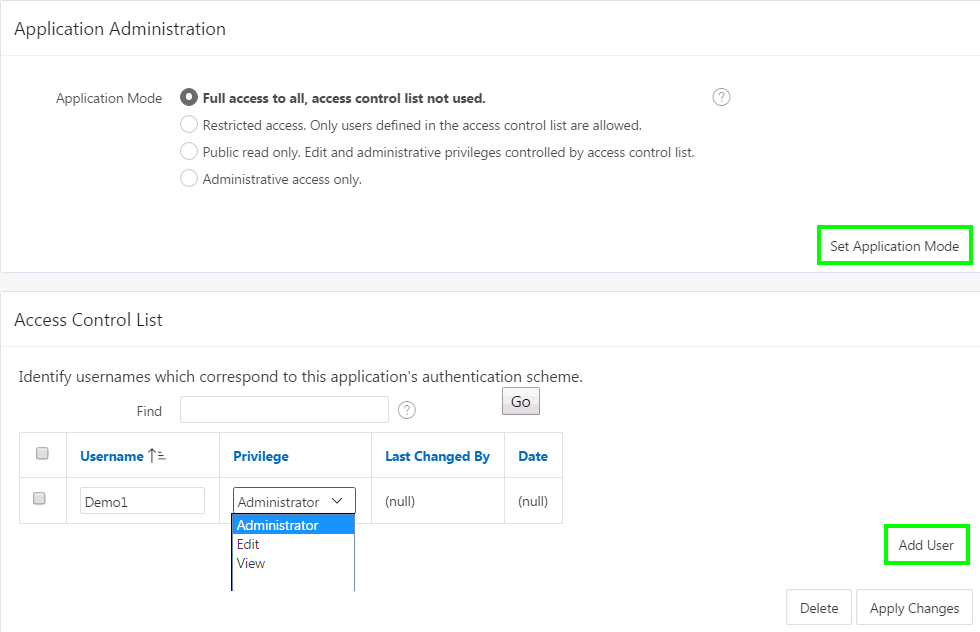 Application Administration
Application Mode
Full access to all, access control list not used.
?
Restricted access. Only users defined in the access control list are allowed.
Public read only. Edit and administrative privileges controlled by access control list.
Administrative access only.
Set Application Mode
Access Control List
Identify usernames which correspond to this application's authentication scheme.
Find
?
Go
Username Privilege Last Changed By Date
Demo1 Administrator (null) (null)
Administrator
Edit
View
Add User
Delete Apply Changes